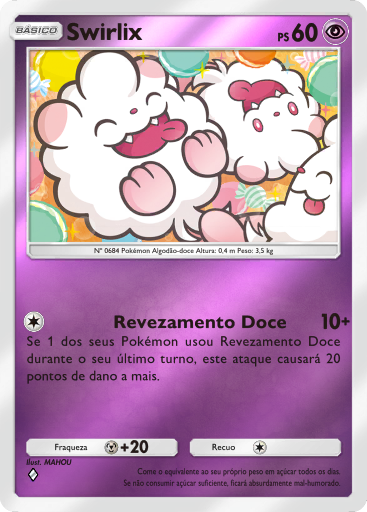 BÁSICO Swirlix PS 60
Nº 0684 Pokémon Algodão-doce Altura: 0,4 m Peso: 3,5 kg
Revezamento Doce 10+
Se 1 dos seus Pokémon usou Revezamento Doce
durante o seu último turno, este ataque causará 20
pontos de dano a mais.
Fraqueza +20 Recuo
Ilust. MAHOU
Come o equivalente ao seu próprio peso em açúcar todos os dias.
Se não consumir açúcar suficiente, ficará absurdamente mal-humorado.